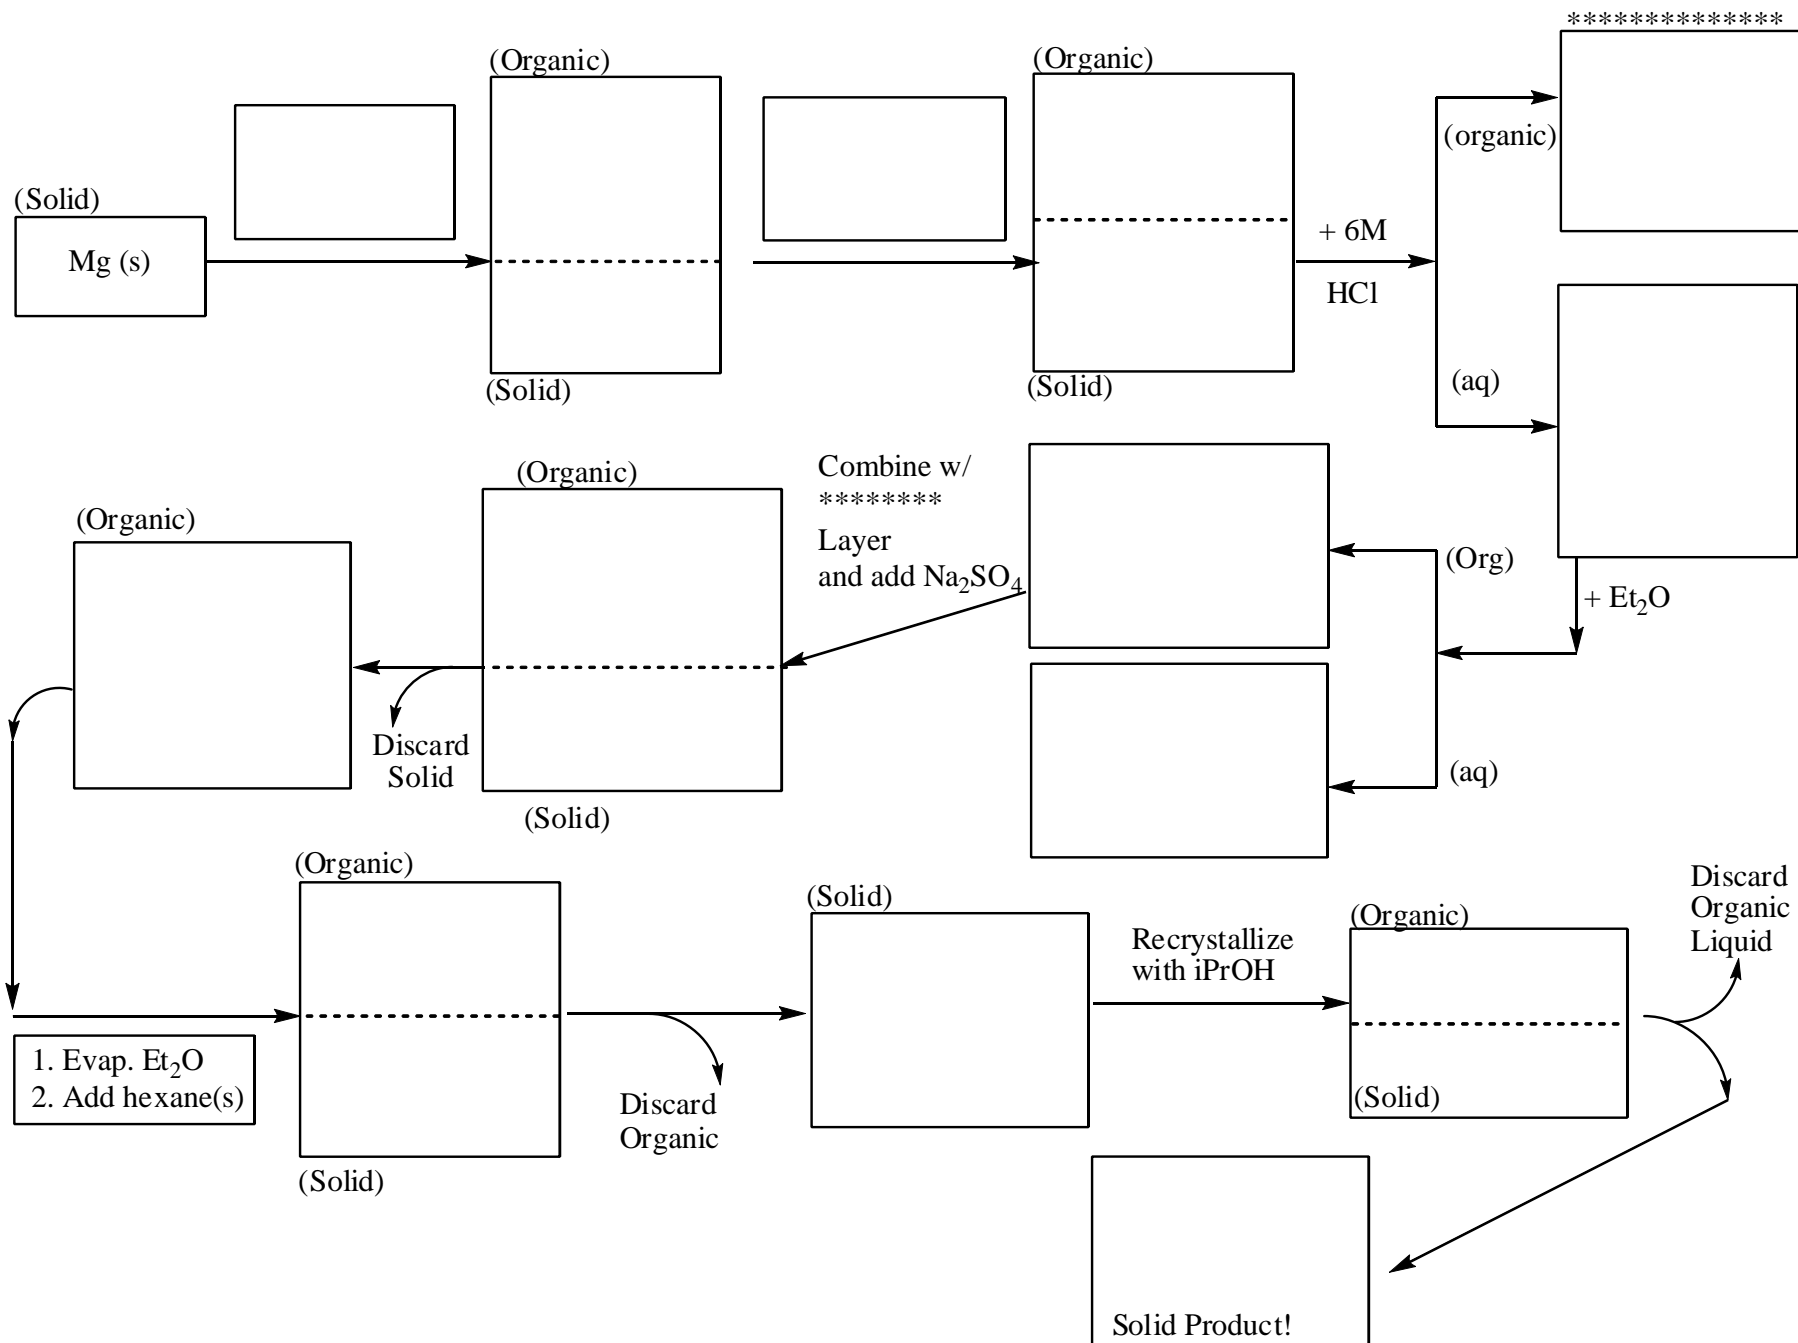 **************
(Organic)
(Organic)
(organic)
(Solid)
Mg (s)
+ 6M
HCl
(Solid)
(Solid)
(aq)
(Organic)
Combine w/
********
Layer
and add Na₂SO₄
(Organic)
(Org)
+ Et₂O
Discard
Solid
(Solid)
(aq)
(Organic)
(Solid)
Recrystallize
with iPrOH
(Organic)
Discard
Organic
Liquid
1. Evap. Et₂O
2. Add hexane(s)
Discard
Organic
(Solid)
(Solid)
Solid Product!